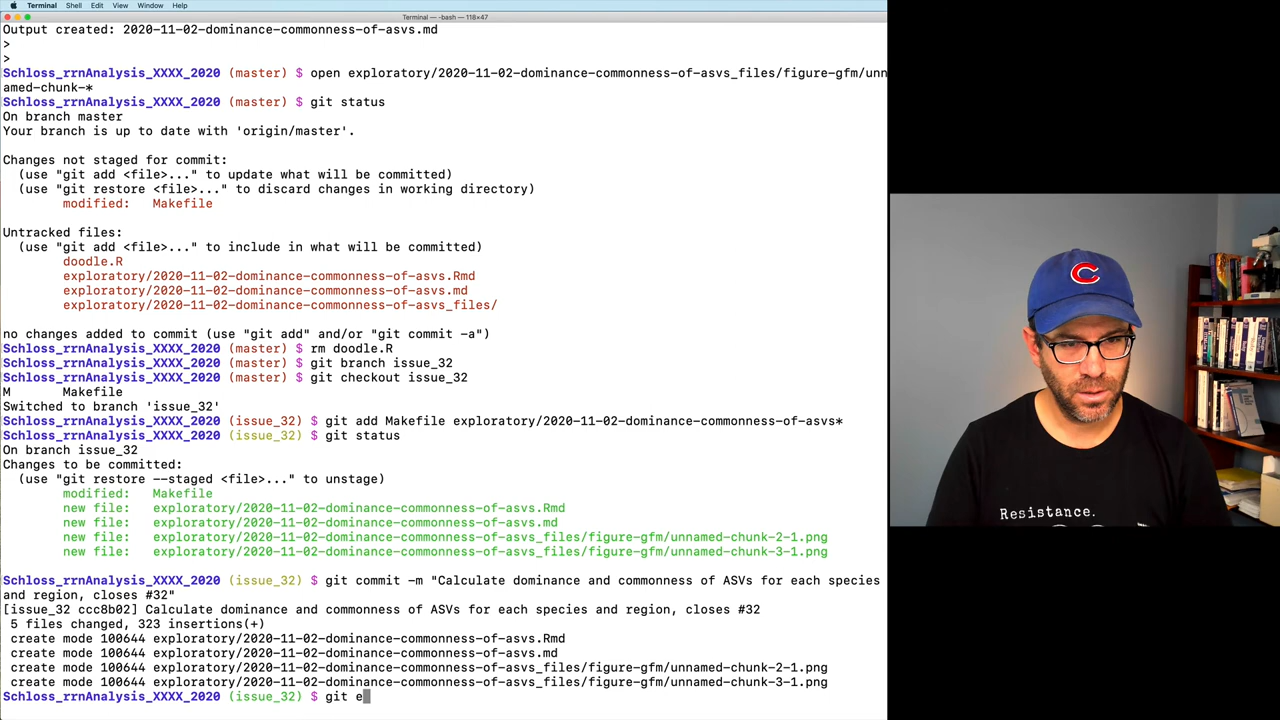 Terminal Shell Edit View Window Help
Terminal — -bash — 118×47
Output created: 2020-11-02-dominance-commonness-of-asvs.md
>
>
Schloss_rrnAnalysis_XXXX_2020 (master) $ open exploratory/2020-11-02-dominance-commonness-of-asvs_files/figure-gfm/unn
amed-chunk-*
Schloss_rrnAnalysis_XXXX_2020 (master) $ git status
On branch master
Your branch is up to date with 'origin/master'.
Changes not staged for commit:
(use "git add <file>..." to update what will be committed)
(use "git restore <file>..." to discard changes in working directory)
modified: Makefile
Untracked files:
(use "git add <file>..." to include in what will be committed)
doodle.R
exploratory/2020-11-02-dominance-commonness-of-asvs.Rmd
exploratory/2020-11-02-dominance-commonness-of-asvs.md
exploratory/2020-11-02-dominance-commonness-of-asvs_files/
no changes added to commit (use "git add" and/or "git commit -a")
Schloss_rrnAnalysis_XXXX_2020 (master) $ rm doodle.R
Schloss_rrnAnalysis_XXXX_2020 (master) $ git branch issue_32
Schloss_rrnAnalysis_XXXX_2020 (master) $ git checkout issue_32
M Makefile
Switched to branch 'issue_32'
Schloss_rrnAnalysis_XXXX_2020 (issue_32) $ git add Makefile exploratory/2020-11-02-dominance-commonness-of-asvs*
Schloss_rrnAnalysis_XXXX_2020 (issue_32) $ git status
On branch issue_32
Changes to be committed:
(use "git restore --staged <file>..." to unstage)
modified: Makefile
new file: exploratory/2020-11-02-dominance-commonness-of-asvs.Rmd
new file: exploratory/2020-11-02-dominance-commonness-of-asvs.md
new file: exploratory/2020-11-02-dominance-commonness-of-asvs_files/figure-gfm/unnamed-chunk-2-1.png
new file: exploratory/2020-11-02-dominance-commonness-of-asvs_files/figure-gfm/unnamed-chunk-3-1.png
Schloss_rrnAnalysis_XXXX_2020 (issue_32) $ git commit -m "Calculate dominance and commonness of ASVs for each species
and region, closes #32"
[issue_32 ccc8b02] Calculate dominance and commonness of ASVs for each species and region, closes #32
5 files changed, 323 insertions(+)
create mode 100644 exploratory/2020-11-02-dominance-commonness-of-asvs.Rmd
create mode 100644 exploratory/2020-11-02-dominance-commonness-of-asvs.md
create mode 100644 exploratory/2020-11-02-dominance-commonness-of-asvs_files/figure-gfm/unnamed-chunk-2-1.png
create mode 100644 exploratory/2020-11-02-dominance-commonness-of-asvs_files/figure-gfm/unnamed-chunk-3-1.png
Schloss_rrnAnalysis_XXXX_2020 (issue_32) $ git e
C
Resistance.